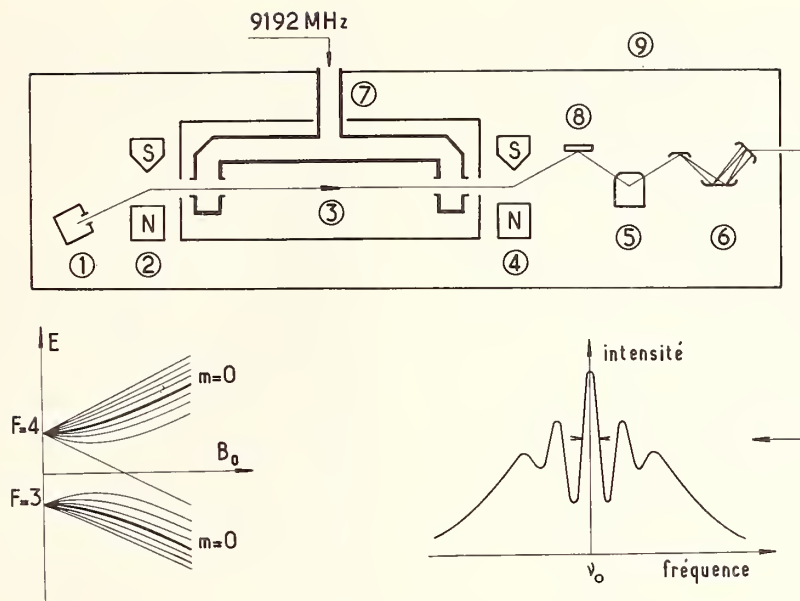 9192 MHz
⑨
⑦
⑧
S
S
③
N
N
①
②
④
⑤
⑥
E
m=0
F=4
B₀
F=3
m=0
intensité
ν₀
fréquence